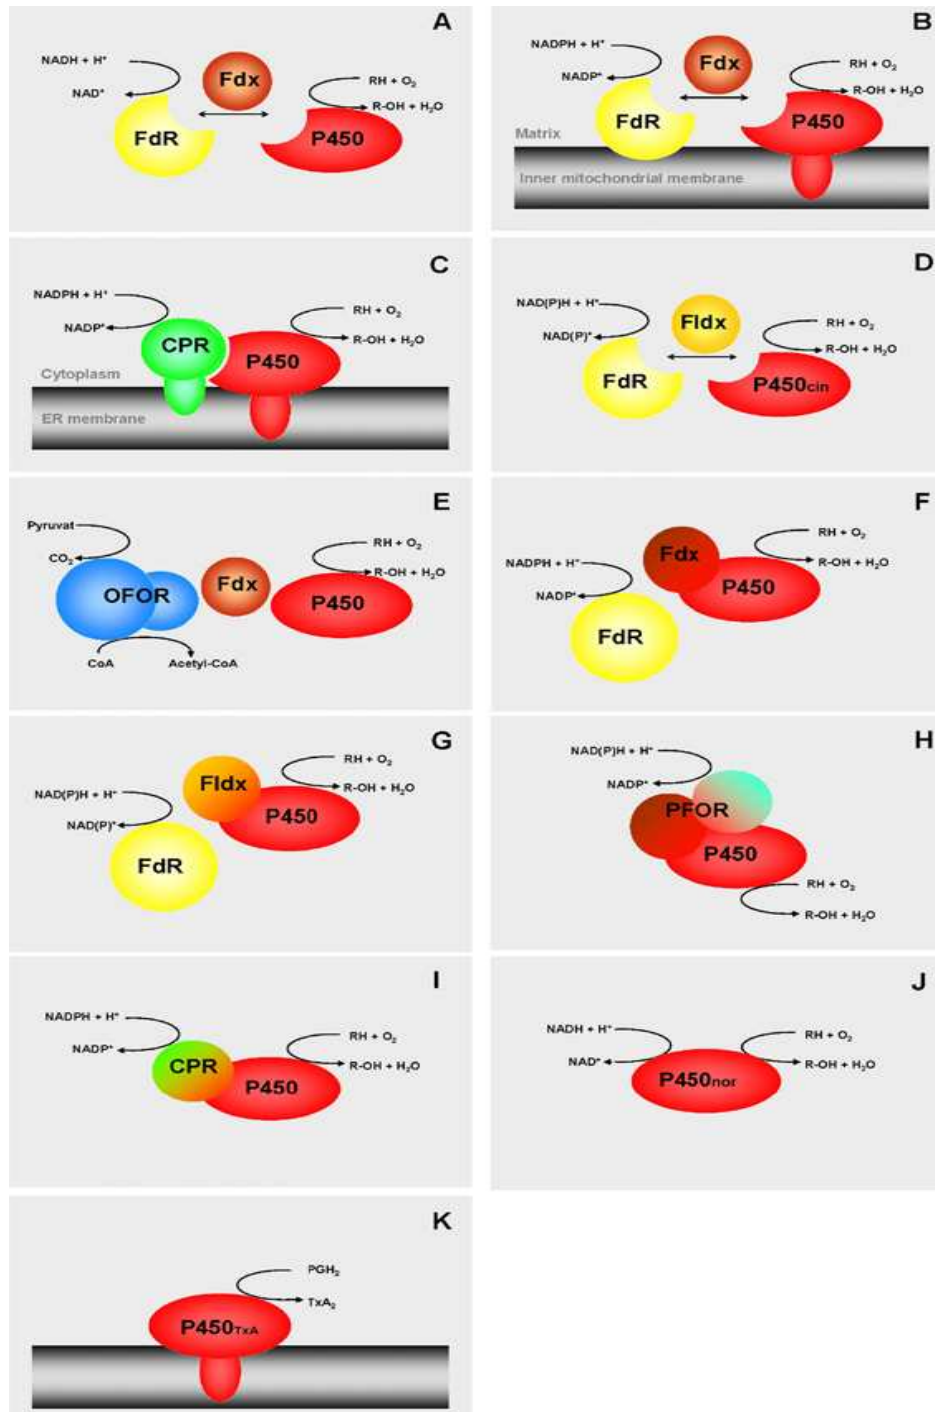 A
NADH + H⁺
NAD⁺
Fdx
RH + O₂
R-OH + H₂O
FdR
P450
B
NADPH + H⁺
NADP⁺
Fdx
RH + O₂
R-OH + H₂O
FdR
P450
Matrix
Inner mitochondrial membrane
C
NADPH + H⁺
NADP⁺
RH + O₂
R-OH + H₂O
CPR
P450
Cytoplasm
ER membrane
D
NAD(P)H + H⁺
NAD(P)⁺
Fldx
RH + O₂
R-OH + H₂O
FdR
P450cin
E
Pyruvat
CO₂
RH + O₂
R-OH + H₂O
OFOR
Fdx
P450
CoA
Acetyl-CoA
F
NADPH + H⁺
NADP⁺
Fdx
RH + O₂
R-OH + H₂O
P450
FdR
G
NAD(P)H + H⁺
NAD(P)⁺
Fldx
RH + O₂
R-OH + H₂O
P450
FdR
H
NAD(P)H + H⁺
NADP⁺
PFOR
P450
RH + O₂
R-OH + H₂O
I
NADPH + H⁺
NADP⁺
RH + O₂
R-OH + H₂O
CPR
P450
J
NADH + H⁺
NAD⁺
RH + O₂
R-OH + H₂O
P450nor
K
PGH₂
TxA₂
P450TxA